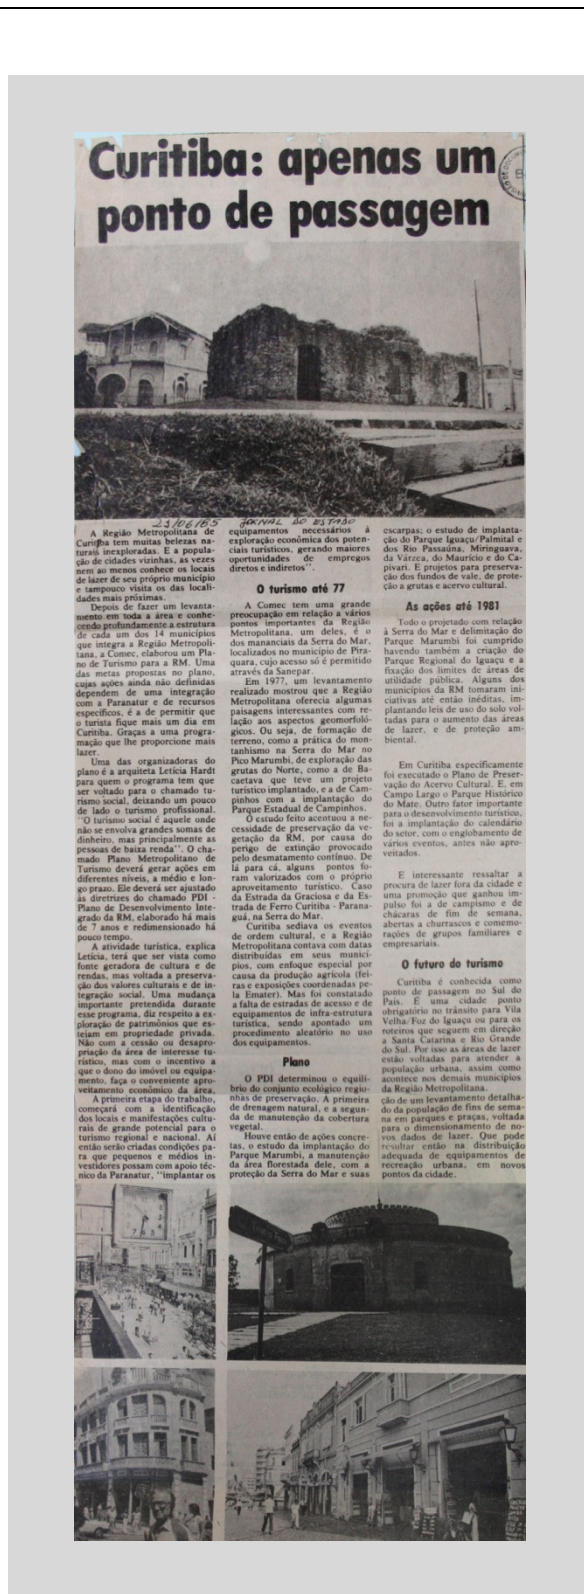 Curitiba: apenas um
ponto de passagem
23/06/85 JORNAL DO ESTADO
A Região Metropolitana de
Curitiba tem muitas belezas na-
turais inexploradas. E a popula-
ção de cidades vizinhas, as vezes
nem ao menos conhece os locais
de lazer de seu próprio município
e tampouco visita os das locali-
dades mais próximas.
Depois de fazer um levanta-
mento em toda a área e conhe-
cendo profundamente a estrutura
de cada um dos 14 municípios
que integra a Região Metropoli-
tana, a Comec, elaborou um Pla-
no de Turismo para a RM. Uma
das metas propostas no plano,
cujas ações ainda não definidas
dependem de uma integração
com a Paranatur e de recursos
específicos, é a de permitir que
o turista fique mais um dia em
Curitiba. Graças a uma progra-
mação que lhe proporcione mais
lazer.
Uma das organizadoras do
plano é a arquiteta Letícia Hardt
para quem o programa tem que
ser voltado para o chamado tu-
rismo social, deixando um pouco
de lado o turismo profissional.
"O turismo social é aquele onde
não se envolva grandes somas de
dinheiro, mas principalmente as
pessoas de baixa renda". O cha-
mado Plano Metropolitano de
Turismo deverá gerar ações em
diferentes níveis, a médio e lon-
go prazo. Ele deverá ser ajustado
às diretrizes do chamado PDI -
Plano de Desenvolvimento Inte-
grado da RM, elaborado há mais
de 7 anos e redimensionado há
pouco tempo.
A atividade turística, explica
Letícia, terá que ser vista como
fonte geradora de cultura e de
rendas, mas voltada a preserva-
ção dos valores culturais e de in-
tegração social. Uma mudança
importante pretendida durante
esse programa, diz respeito a ex-
ploração de patrimônios que es-
tejam em propriedade privada.
Não com a cessão ou desapro-
priação da área de interesse tu-
rístico, mas com o incentivo a
que o dono do imóvel ou equipa-
mento, faça o conveniente apro-
veitamento econômico da área.
A primeira etapa do trabalho,
começará com a identificação
dos locais e manifestações cultu-
rais de grande potencial para o
turismo regional e nacional. Aí
então serão criadas condições pa-
ra que pequenos e médios in-
vestidores possam com apoio téc-
nico da Paranatur, "implantar os
equipamentos necessários à
exploração econômica dos poten-
ciais turísticos, gerando maiores
oportunidades de empregos
diretos e indiretos".
O turismo até 77
A Comec tem uma grande
preocupação em relação a vários
pontos importantes da Região
Metropolitana, um deles, é o
dos mananciais da Serra do Mar,
localizados no município de Pira-
quara, cujo acesso só é permitido
através da Sanepar.
Em 1977, um levantamento
realizado mostrou que a Região
Metropolitana oferecia algumas
paisagens interessantes com re-
lação aos aspectos geomorfoló-
gicos. Ou seja, de formação de
terreno, como a prática do mon-
tanhismo na Serra do Mar no
Pico Marumbi, de exploração das
grutas do Norte, como a de Ba-
caetava que teve um projeto
turístico implantado, e a de Cam-
pinhos com a implantação do
Parque Estadual de Campinhos.
O estudo feito acentuou a ne-
cessidade de preservação da ve-
getação da RM, por causa do
perigo de extinção provocado
pelo desmatamento contínuo. De
lá para cá, alguns pontos fo-
ram valorizados com o próprio
aproveitamento turístico. Caso
da Estrada da Graciosa e da Es-
trada de Ferro Curitiba - Parana-
guá, na Serra do Mar.
Curitiba sediava os eventos
de ordem cultural, e a Região
Metropolitana contava com datas
distribuídas em seus municí-
pios, com enfoque especial por
causa da produção agrícola (fei-
ras e exposições coordenadas pe-
la Emater). Mas foi constatado
a falta de estradas de acesso e de
equipamentos de infra-estrutura
turística, sendo apontado um
procedimento aleatório no uso
dos equipamentos.
Plano
O PDI determinou o equilí-
brio do conjunto ecológico regio-
nhas de preservação. A primeira
de drenagem natural, e a segun-
da de manutenção da cobertura
vegetal.
Houve então de ações concre-
tas, o estudo da implantação do
Parque Marumbi, a manutenção
da área florestada dele, com a
proteção da Serra do Mar e suas
escarpas; o estudo de implanta-
ção do Parque Iguaçu/Palmital e
dos Rio Passaúna, Miringuava,
da Várzea, do Maurício e do Ca-
pivari. E projetos para preserva-
ção dos fundos de vale, de prote-
ção a grutas e acervo cultural.
As ações até 1981
Todo o projetado com relação
à Serra do Mar e delimitação do
Parque Marumbi foi cumprido
havendo também a criação do
Parque Regional do Iguaçu e a
fixação dos limites de áreas de
utilidade pública. Alguns dos
municípios da RM tomaram ini-
ciativas até então inéditas, im-
plantando leis de uso do solo vol-
tadas para o aumento das áreas
de lazer, e de proteção am-
biental.
Em Curitiba especificamente
foi executado o Plano de Preser-
vação do Acervo Cultural. E, em
Campo Largo o Parque Histórico
do Mate. Outro fator importante
para o desenvolvimento turístico,
foi a implantação do calendário
do setor, com o englobamento de
vários eventos, antes não apro-
veitados.
E interessante ressaltar a
procura de lazer fora da cidade e
uma promoção que ganhou im-
pulso foi a de campismo e de
chácaras de fim de semana,
abertas a churrascos e comemo-
rações de grupos familiares e
empresariais.
O futuro do turismo
Curitiba é conhecida como
ponto de passagem no Sul do
País. E uma cidade ponto
obrigatório no trânsito para Vila
Velha/Foz do Iguaçu ou para os
roteiros que seguem em direção
a Santa Catarina e Rio Grande
do Sul. Por isso as áreas de lazer
estão voltadas para atender a
população urbana, assim como
acontece nos demais municípios
da Região Metropolitana.
ção de um levantamento detalha-
do da população de fins de sema-
na em parques e praças, voltada
para o dimensionamento de no-
vos dados de lazer. Que pode
resultar então na distribuição
adequada de equipamentos de
recreação urbana, em novos
pontos da cidade.